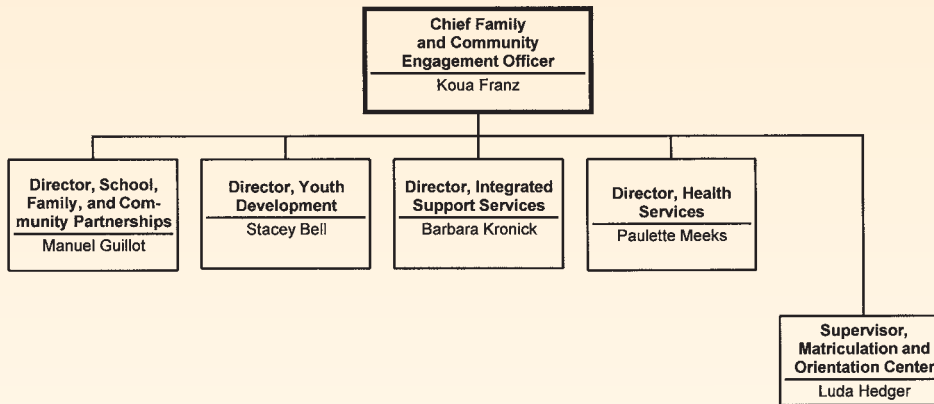 Chief Family
and Community
Engagement Officer
Koua Franz
Director, School,
Family, and Com-
munity Partnerships
Manuel Guillot
Director, Youth
Development
Stacey Bell
Director, Integrated
Support Services
Barbara Kronick
Director, Health
Services
Paulette Meeks
Supervisor,
Matriculation and
Orientation Center
Luda Hedger